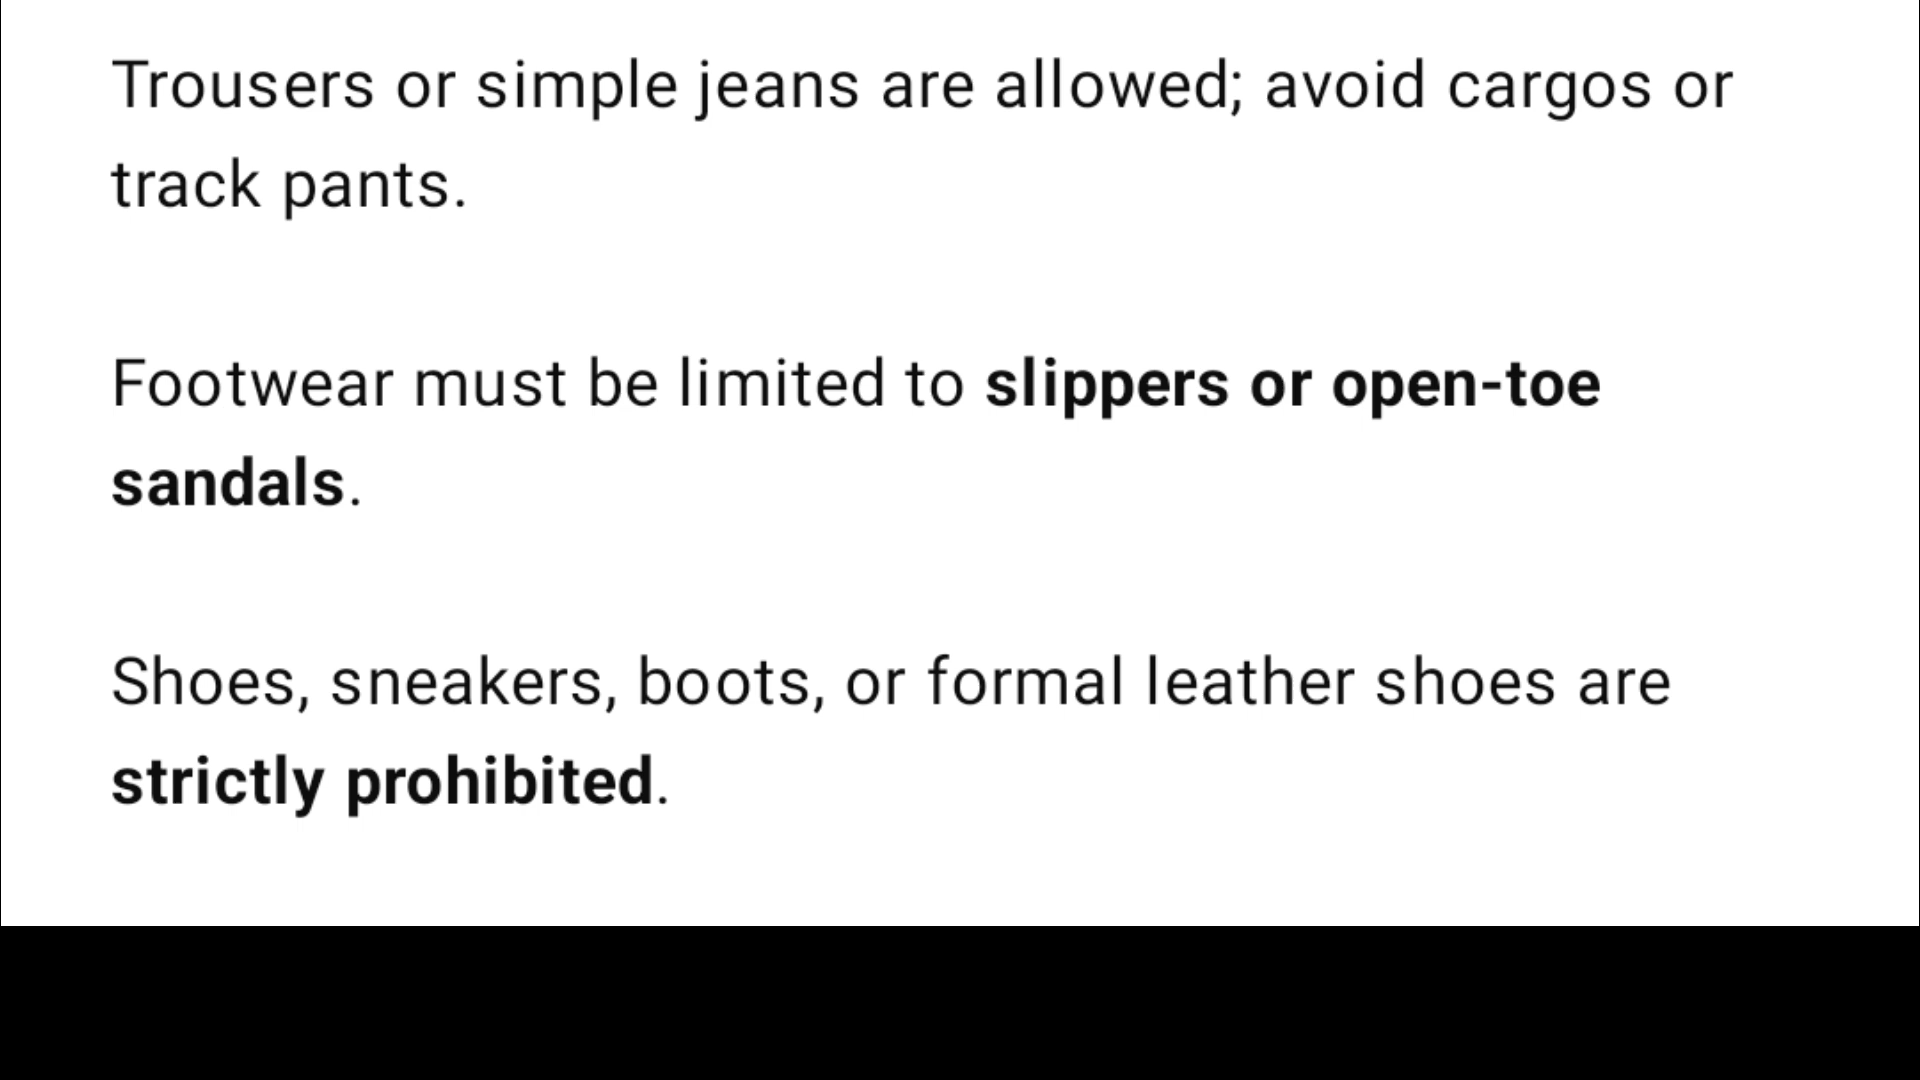 Trousers or simple jeans are allowed; avoid cargos or
track pants.
Footwear must be limited to slippers or open-toe
sandals.
Shoes, sneakers, boots, or formal leather shoes are
strictly prohibited.